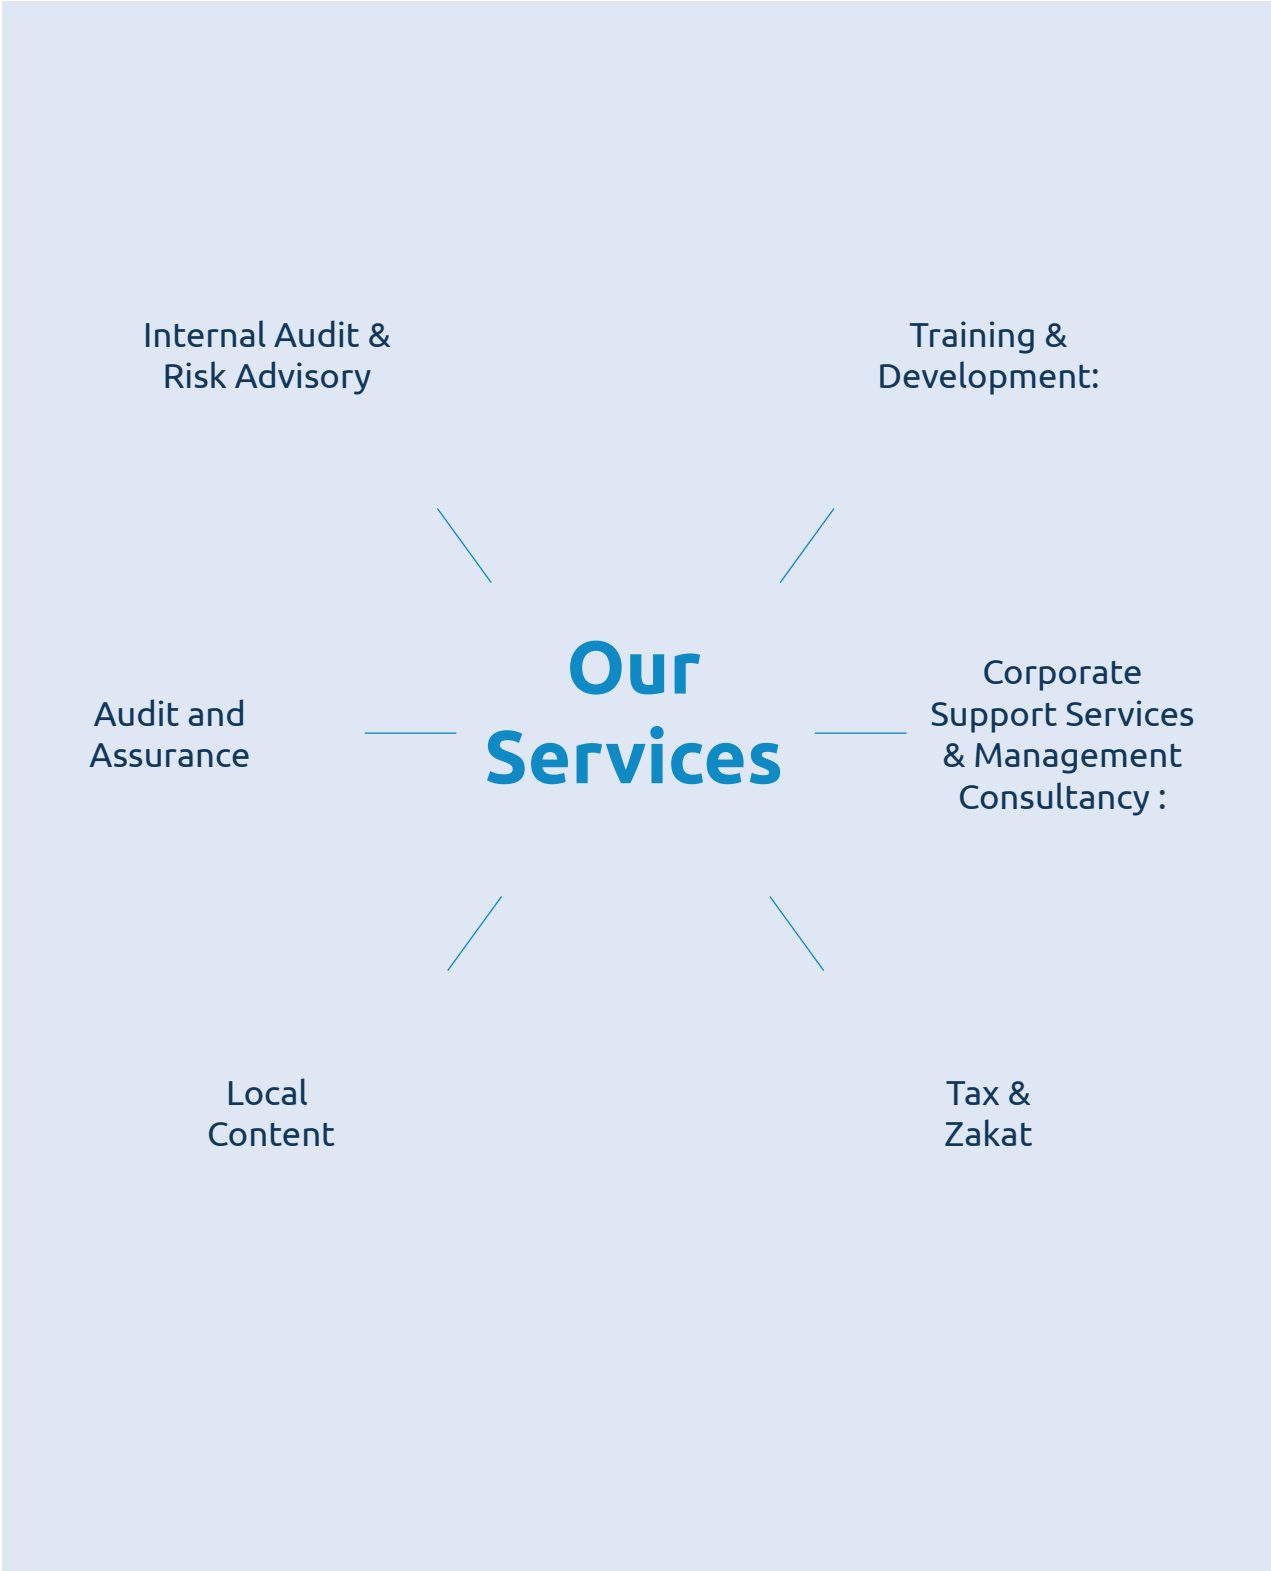 Internal Audit &
Risk Advisory
Training &
Development:
Our
Services
Audit and
Assurance
Corporate
Support Services
& Management
Consultancy :
Local
Content
Tax &
Zakat